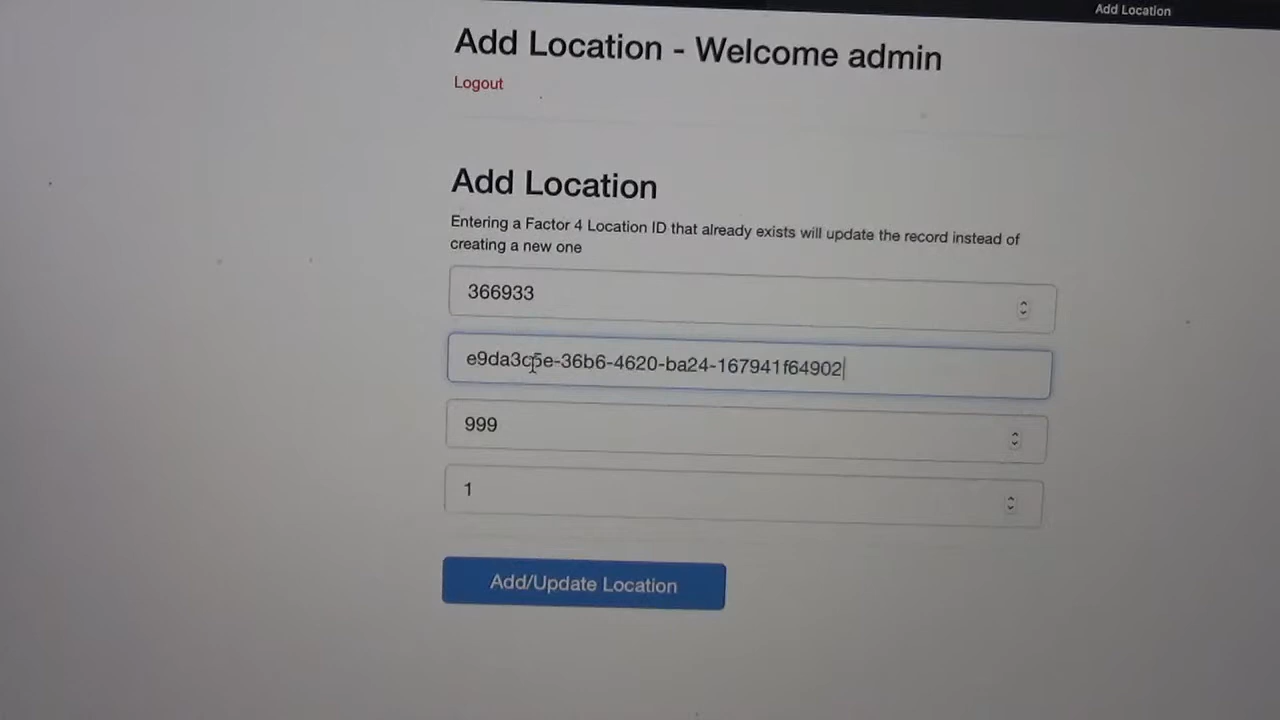 Add Location
Add Location - Welcome admin
Logout
Add Location
Entering a Factor 4 Location ID that already exists will update the record instead of
creating a new one
366933
e9da3c5e-36b6-4620-ba24-167941f64902
999
1
Add/Update Location